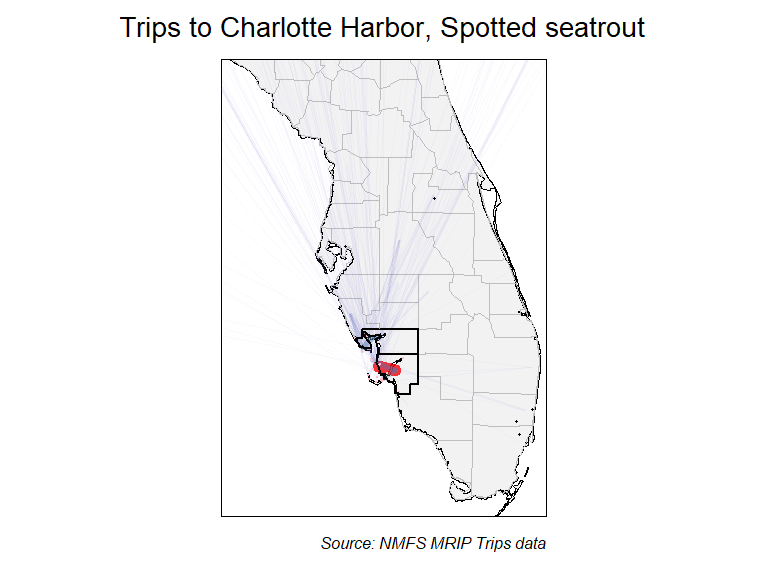 Trips to Charlotte Harbor, Spotted seatrout
Source: NMFS MRIP Trips data